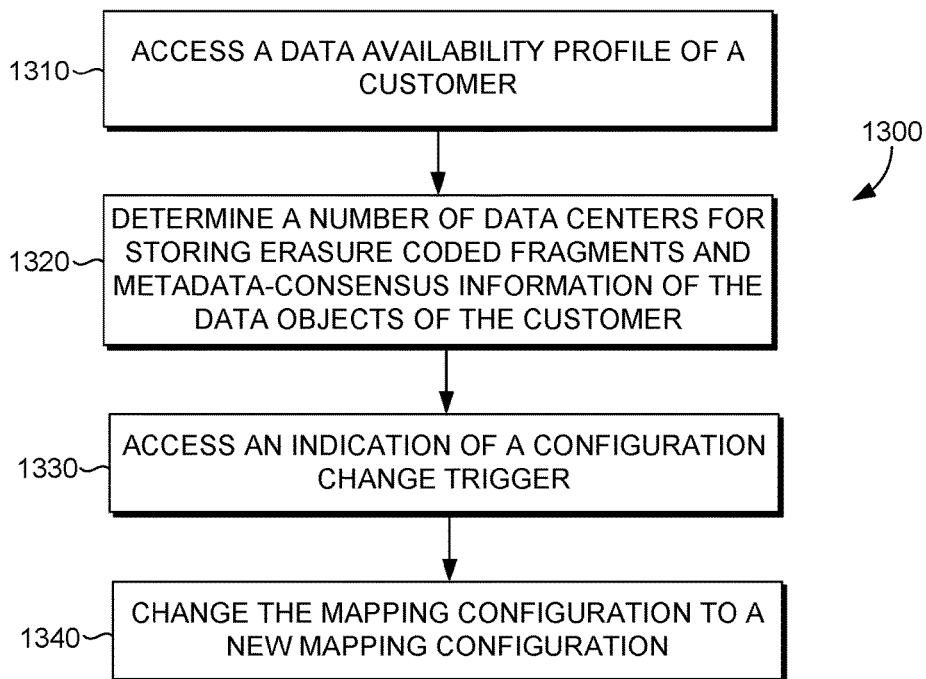 1310
ACCESS A DATA AVAILABILITY PROFILE OF A
CUSTOMER
1300
1320
DETERMINE A NUMBER OF DATA CENTERS FOR
STORING ERASURE CODED FRAGMENTS AND
METADATA-CONSENSUS INFORMATION OF THE
DATA OBJECTS OF THE CUSTOMER
1330
ACCESS AN INDICATION OF A CONFIGURATION
CHANGE TRIGGER
1340
CHANGE THE MAPPING CONFIGURATION TO A
NEW MAPPING CONFIGURATION